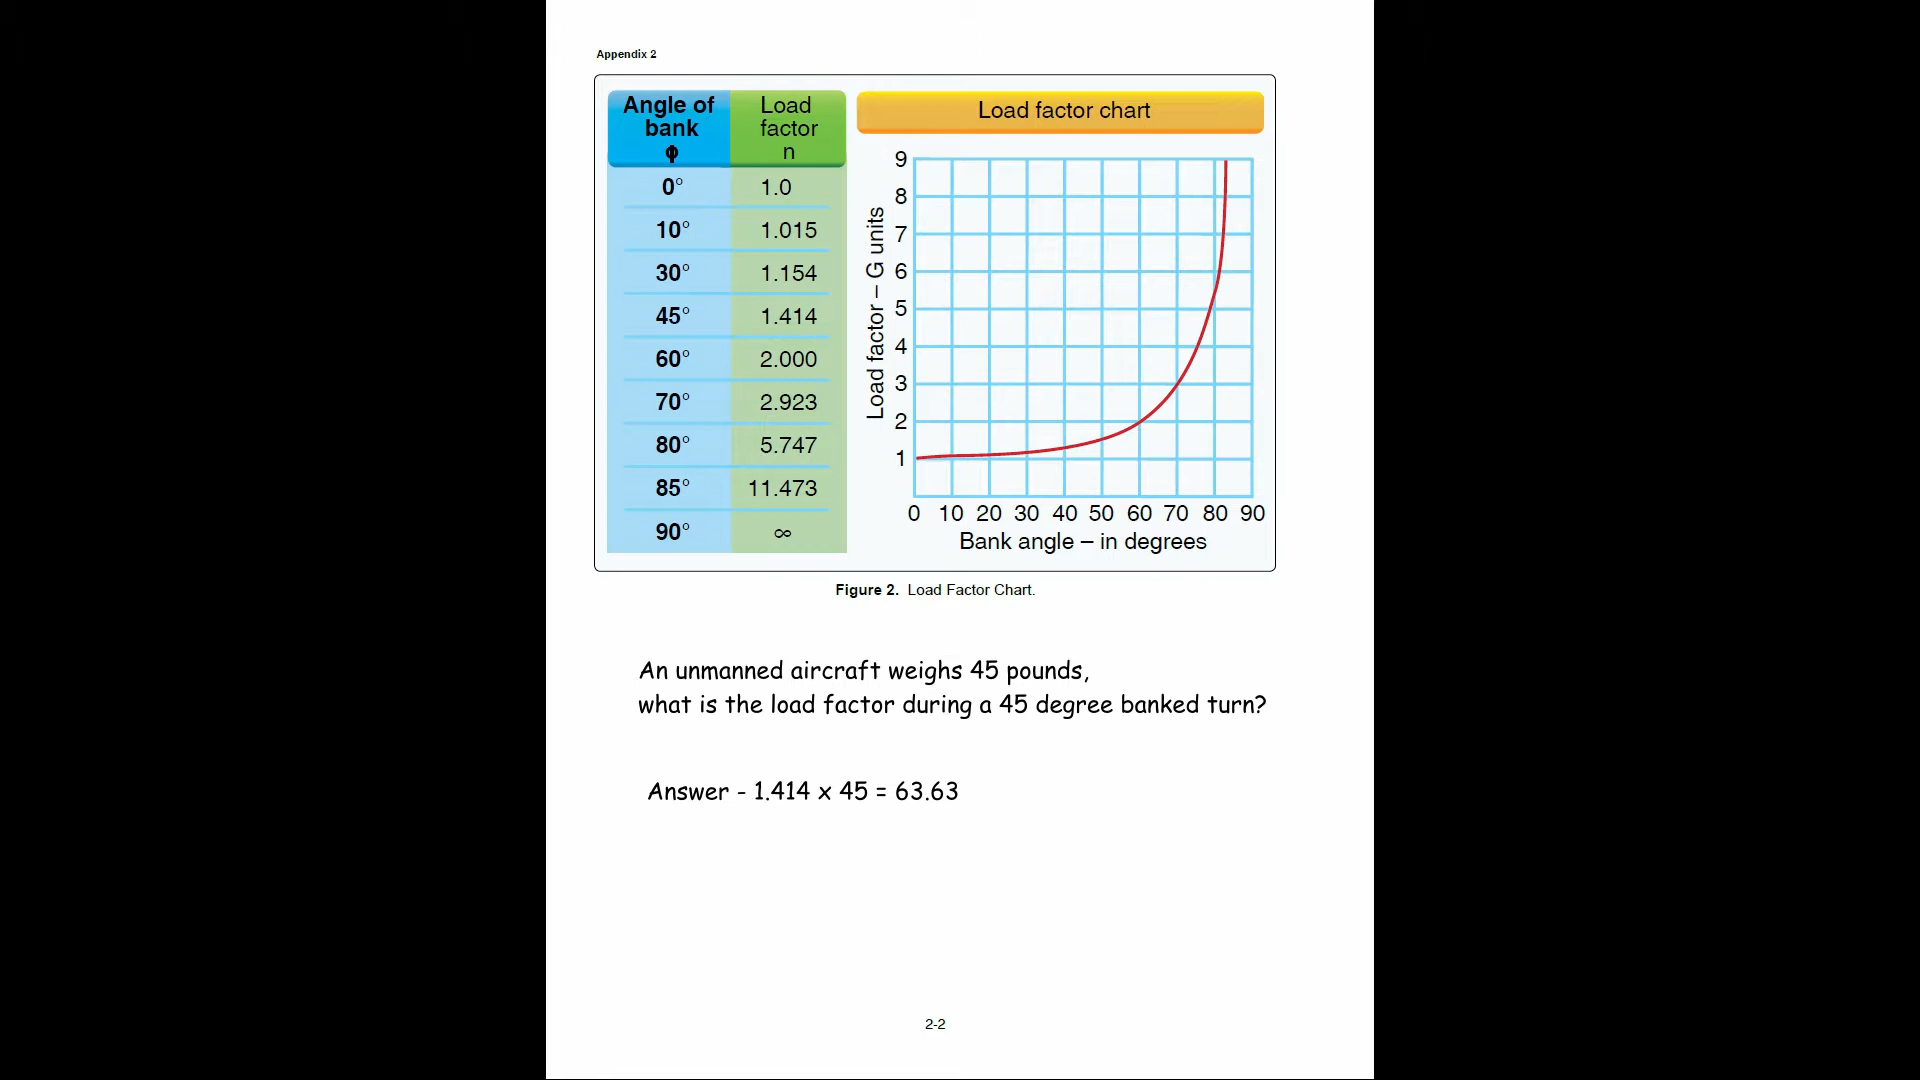 Appendix 2
Angle of bank ϕ
Load factor n
0° 1.0
10° 1.015
30° 1.154
45° 1.414
60° 2.000
70° 2.923
80° 5.747
85° 11.473
90° ∞
Load factor chart
Load factor – G units
9
8
7
6
5
4
3
2
1
0 10 20 30 40 50 60 70 80 90
Bank angle – in degrees
Figure 2. Load Factor Chart.
An unmanned aircraft weighs 45 pounds,
what is the load factor during a 45 degree banked turn?
Answer - 1.414 x 45 = 63.63
2-2